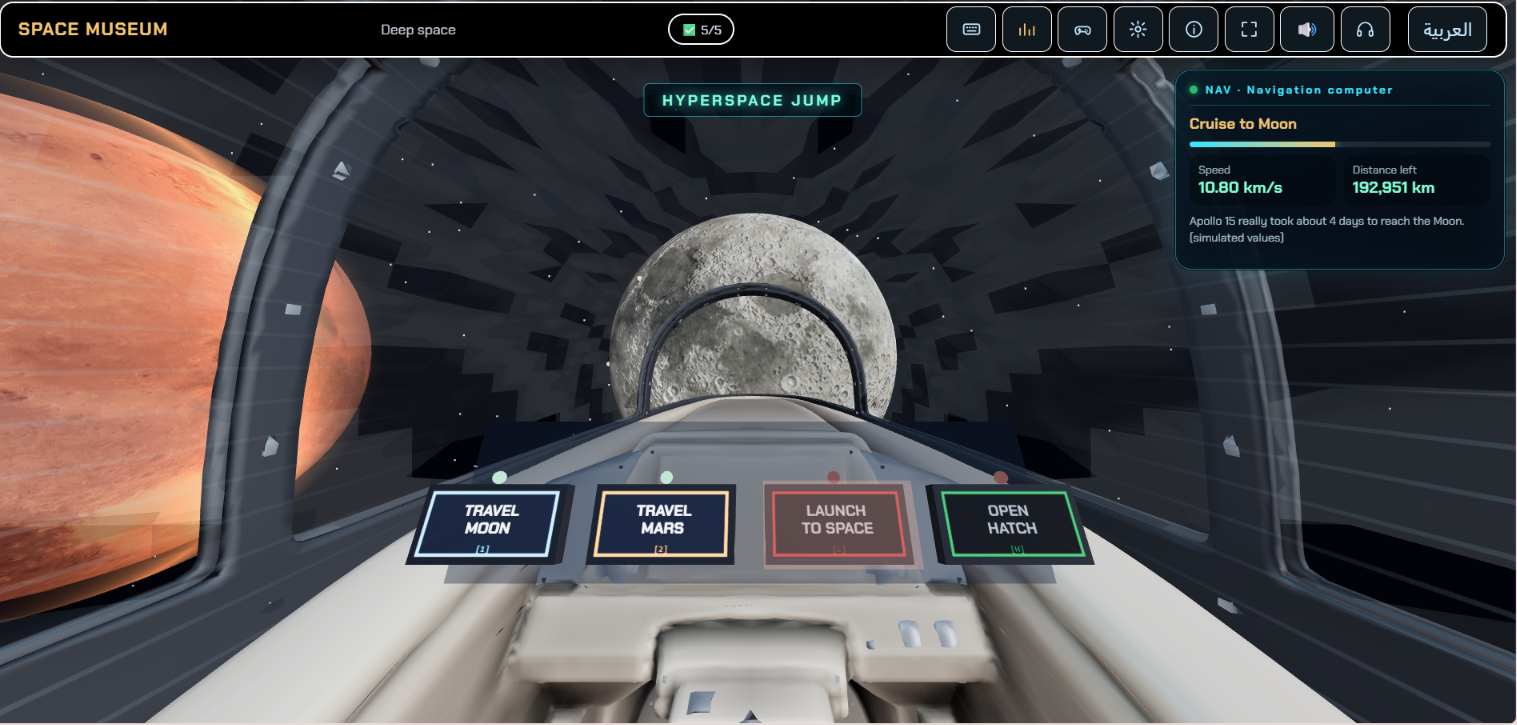 SPACE MUSEUM
Deep space
✅ 5/5
العربية
HYPERSPACE JUMP
NAV · Navigation computer
Cruise to Moon
Speed
10.80 km/s
Distance left
192,951 km
Apollo 15 really took about 4 days to reach the Moon.
(simulated values)
TRAVEL
MOON
[1]
TRAVEL
MARS
[2]
LAUNCH
TO SPACE
OPEN
HATCH
[H]